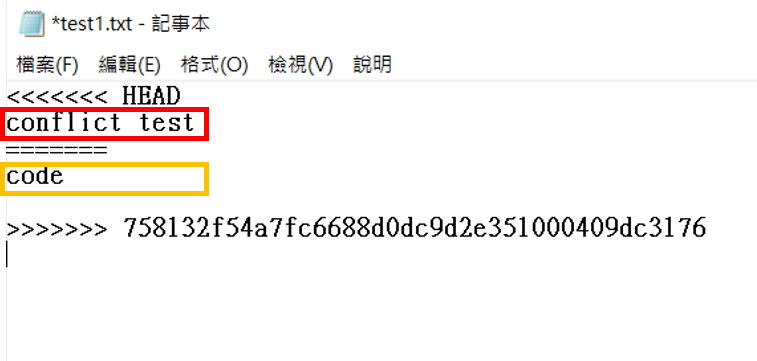 *test1.txt - 記事本
檔案(F) 編輯(E) 格式(O) 檢視(V) 說明
<<<<<<< HEAD
conflict test
=======
code
>>>>>>> 758132f54a7fc6688d0dc9d2e351000409dc3176